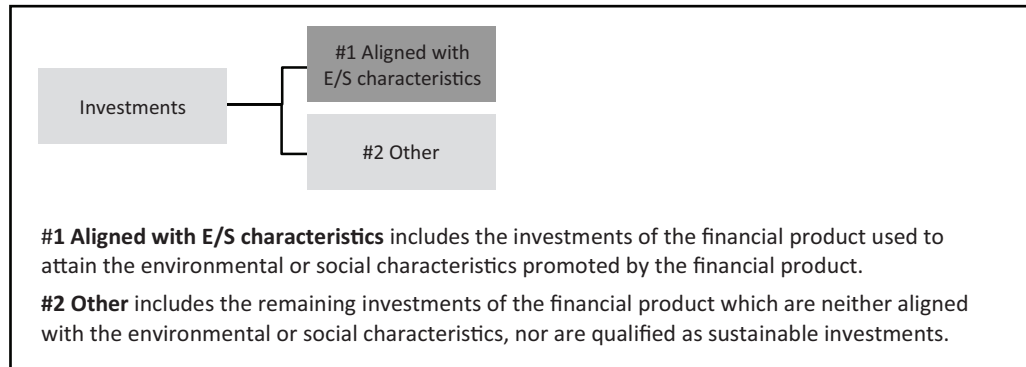 #1 Aligned with
E/S characteristics
Investments
#2 Other
#1 Aligned with E/S characteristics includes the investments of the financial product used to
attain the environmental or social characteristics promoted by the financial product.
#2 Other includes the remaining investments of the financial product which are neither aligned
with the environmental or social characteristics, nor are qualified as sustainable investments.